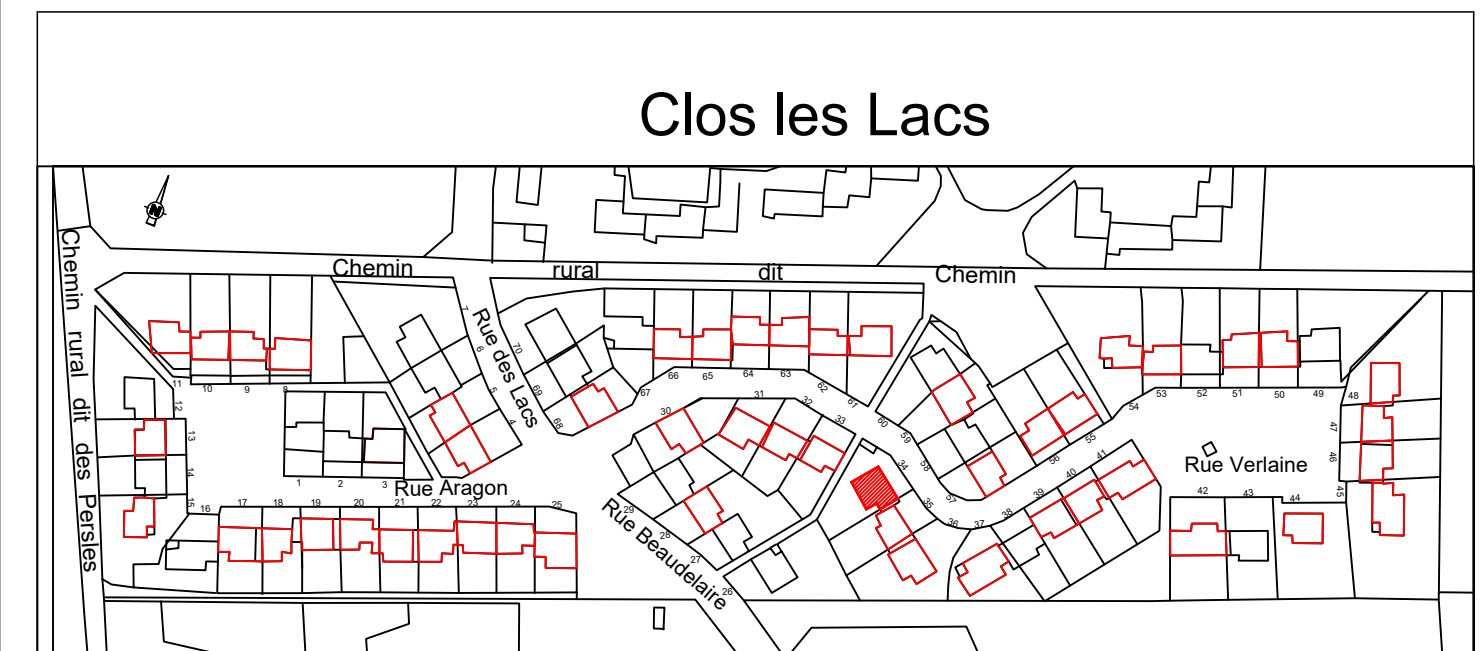 Clos les Lacs
N
Chemin rural dit Chemin
Chemin rural dit des Persles
Rue des Lacs
Rue Aragon
Rue Beaudelaire
Rue Verlaine
1 2 3
4 5 6 7
8 9 10 11
12 13 14 15
16 17 18 19 20 21 22 23 24 25
26 27 28 29
30 31 32 33
34 35 36 37 38 39 40 41
42 43 44
45 46 47 48
49 50 51 52 53 54
55 56 57 58 59 60
61 62 63 64 65 66 67
68 69 70